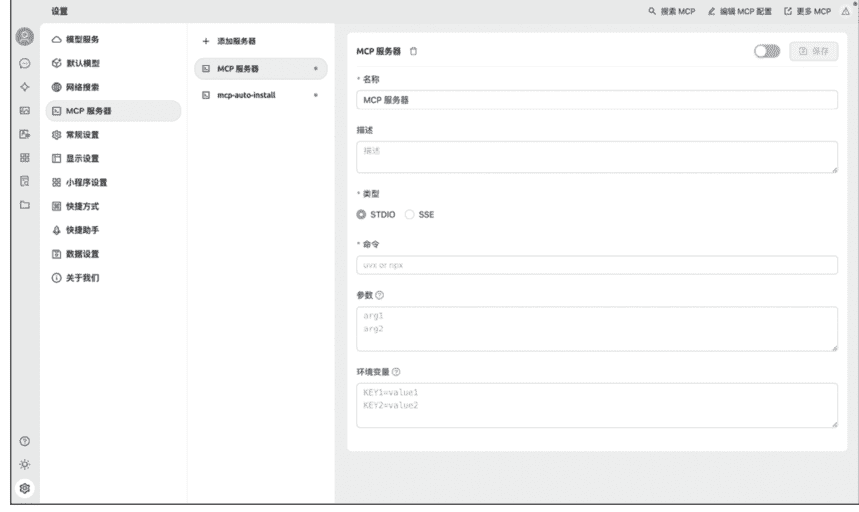 设置
搜索 MCP
编辑 MCP 配置
更多 MCP
模型服务
默认模型
网络搜索
MCP 服务器
常规设置
显示设置
小程序设置
快捷方式
快捷助手
数据设置
关于我们
添加服务器
MCP 服务器
mcp-auto-install
MCP 服务器
保存
* 名称
MCP 服务器
描述
描述
* 类型
STDIO SSE
* 命令
uvx or npx
参数
arg1
arg2
环境变量
KEY1=value1
KEY2=value2